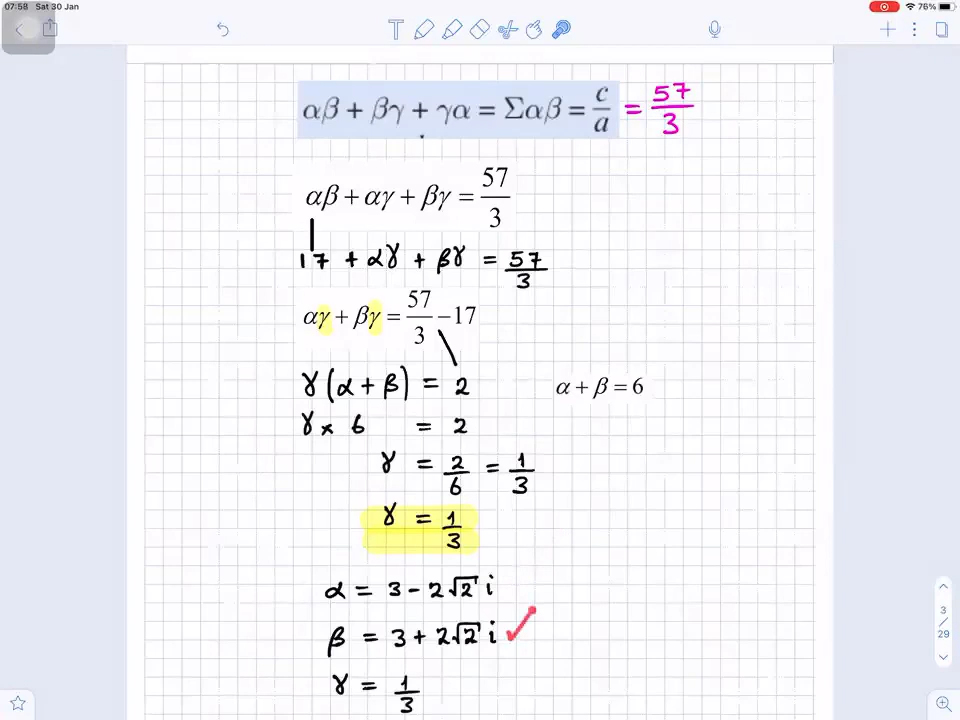 07:58 Sat 30 Jan 76%
T
αβ + βγ + γα = Σαβ = c/a = 57/3
αβ + αγ + βγ = 57/3
17 + αγ + βγ = 57/3
αγ + βγ = 57/3 − 17
γ(α + β) = 2
α + β = 6
γ × 6 = 2
γ = 2/6 = 1/3
γ = 1/3
α = 3 − 2√2 i
β = 3 + 2√2 i ✓
γ = 1/3
3
/
29